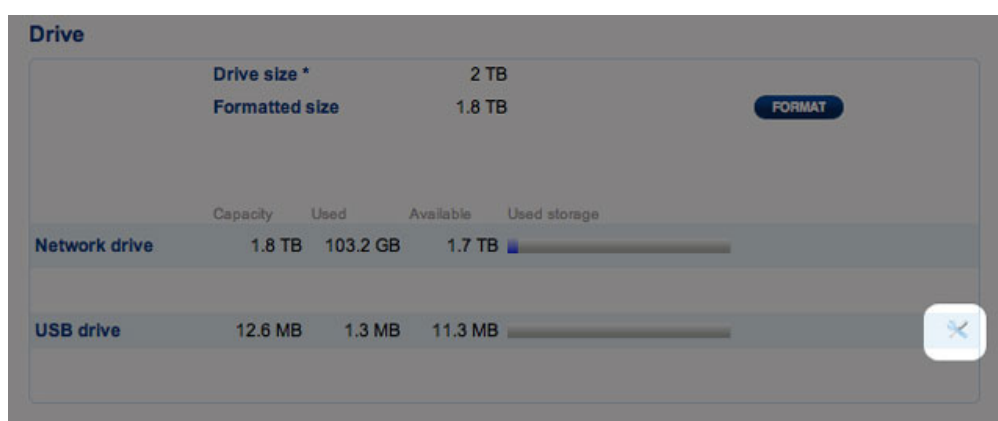 Drive
Drive size * 2 TB
Formatted size 1.8 TB FORMAT
Capacity Used Available Used storage
Network drive 1.8 TB 103.2 GB 1.7 TB
USB drive 12.6 MB 1.3 MB 11.3 MB